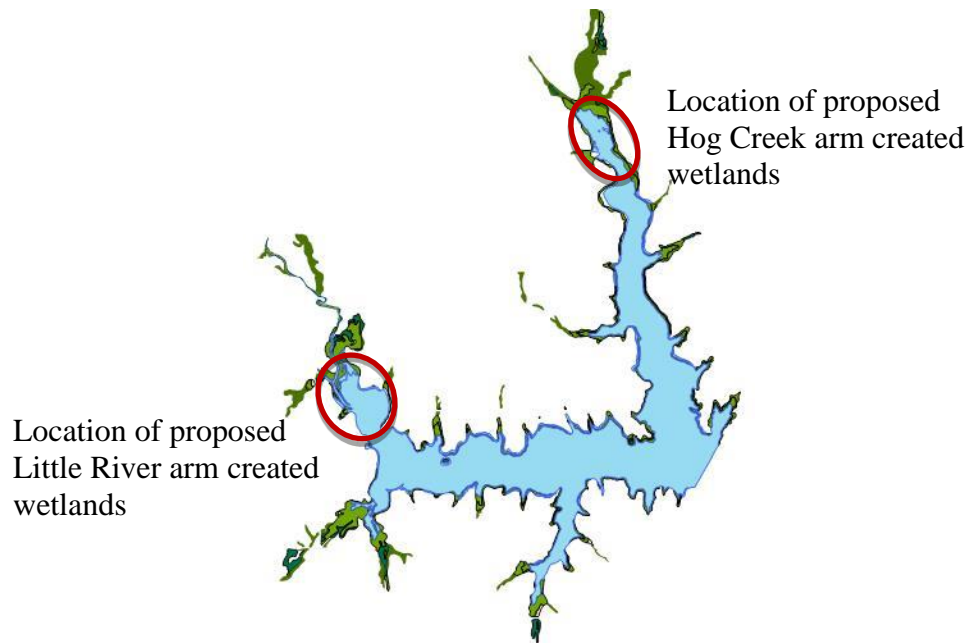 Location of proposed
Hog Creek arm created
wetlands
Location of proposed
Little River arm created
wetlands